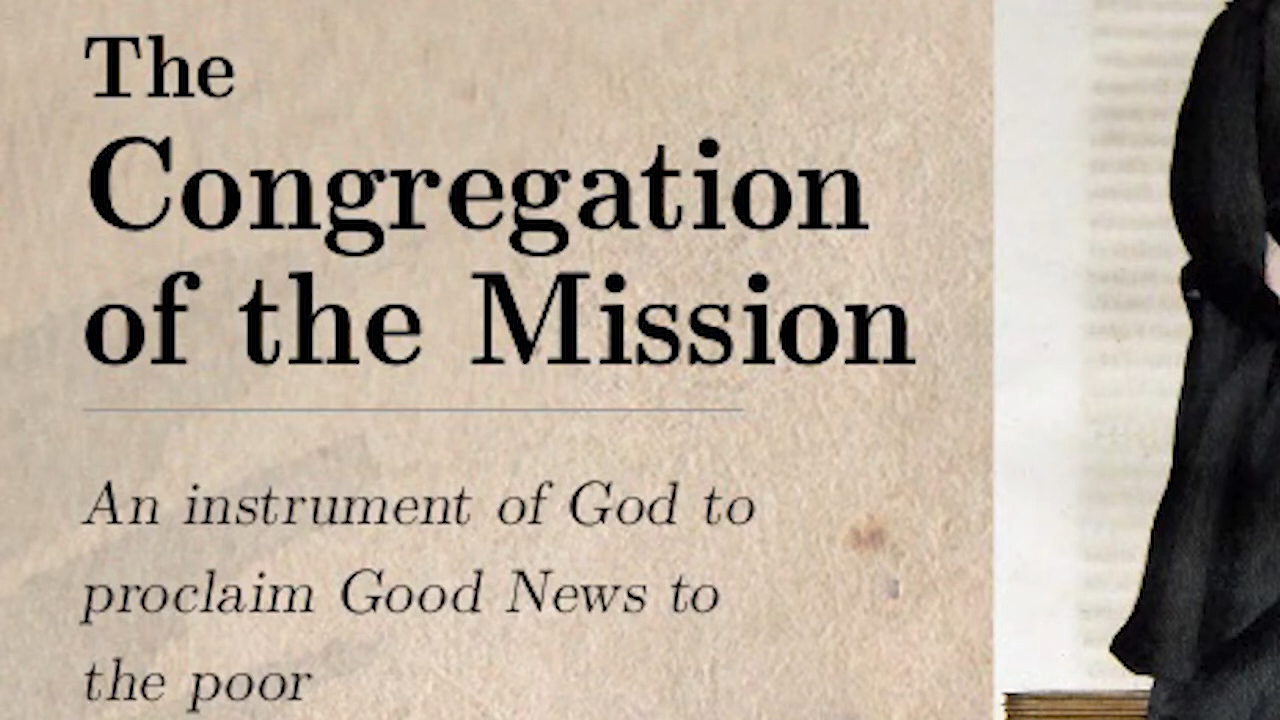 The
Congregation
of the Mission
An instrument of God to
proclaim Good News to
the poor